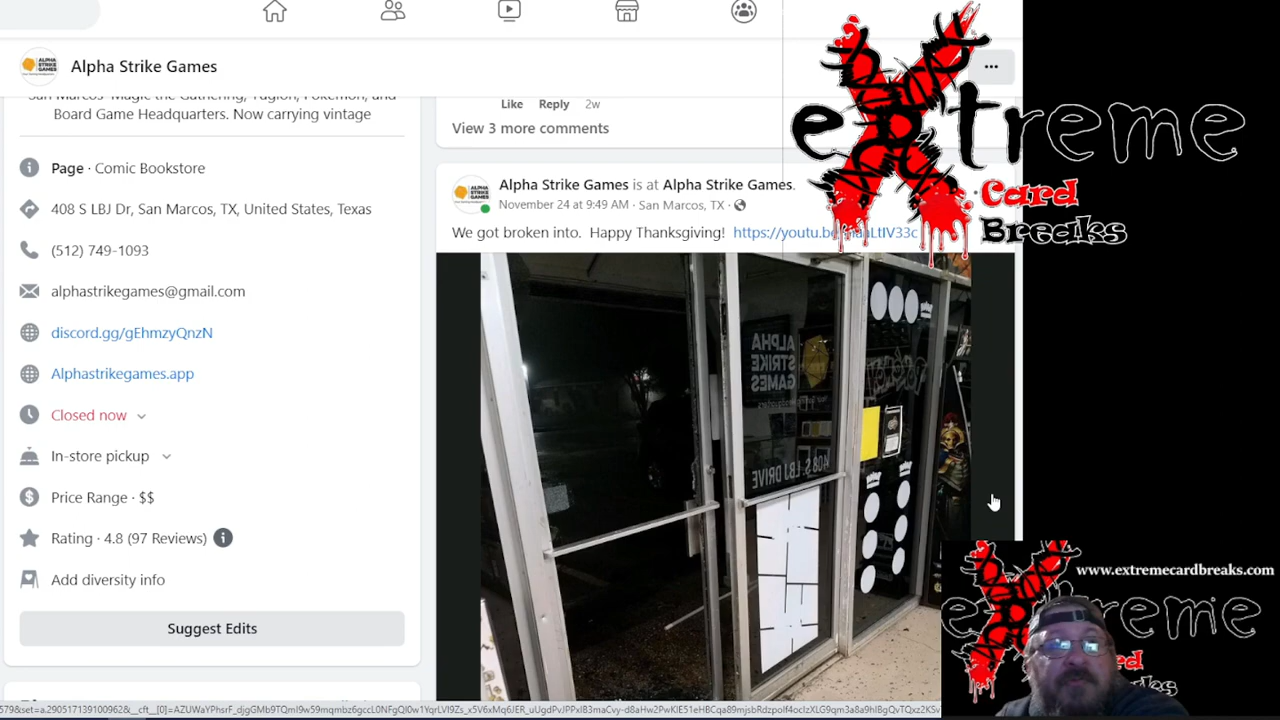 Alpha Strike Games
San Marcos' Magic the Gathering, Yugioh, Pokemon, and
Board Game Headquarters. Now carrying vintage
Page · Comic Bookstore
408 S LBJ Dr, San Marcos, TX, United States, Texas
(512) 749-1093
alphastrikegames@gmail.com
discord.gg/gEhmzyQnzN
Alphastrikegames.app
Closed now
In-store pickup
Price Range · $$
Rating · 4.8 (97 Reviews)
Add diversity info
Suggest Edits
Like Reply 2w
View 3 more comments
Alpha Strike Games is at Alpha Strike Games.
November 24 at 9:49 AM · San Marcos, TX ·
We got broken into. Happy Thanksgiving! https://youtu.be
ALPHA
STRIKE
GAMES
408 S LBJ DRIVE
eXtreme
Card
Breaks
www.extremecardbreaks.com